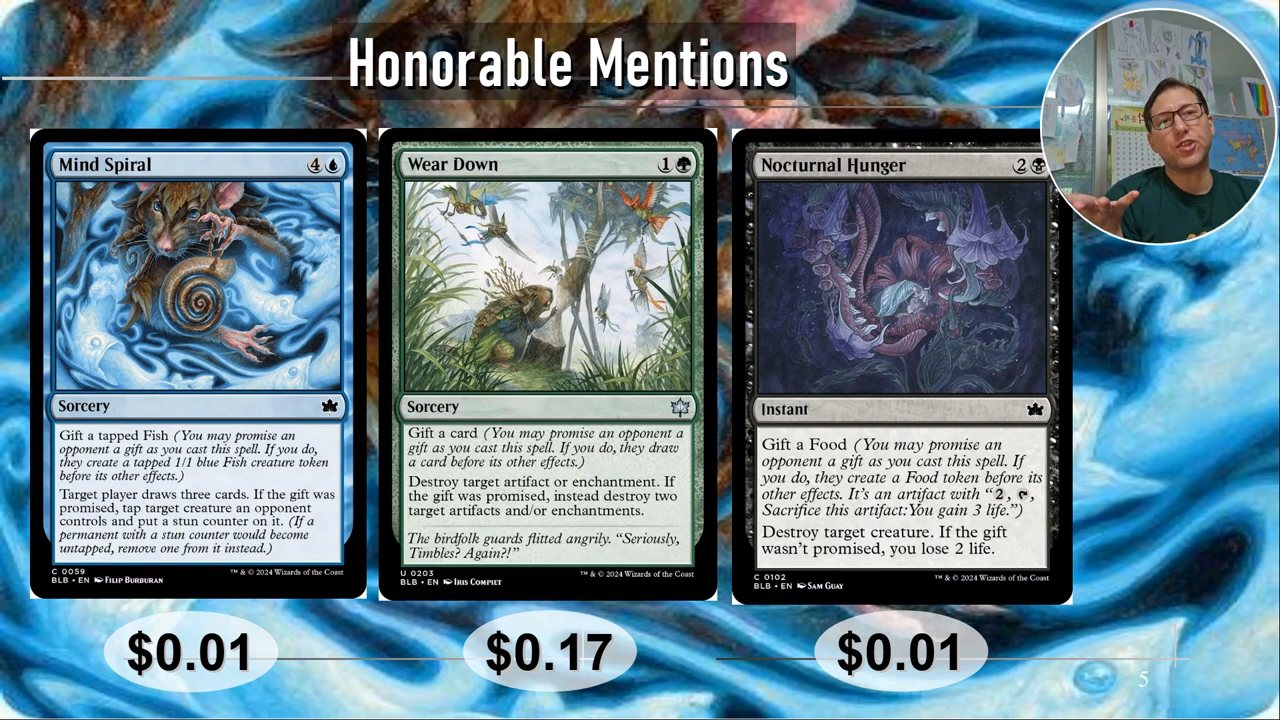 Honorable Mentions
Mind Spiral
4
Sorcery
Gift a tapped Fish (You may promise an
opponent a gift as you cast this spell. If you do,
they create a tapped 1/1 blue Fish creature token
before its other effects.)
Target player draws three cards. If the gift was
promised, tap target creature an opponent
controls and put a stun counter on it. (If a
permanent with a stun counter would become
untapped, remove one from it instead.)
C 0059
BLB • EN Filip Burburan
™ & © 2024 Wizards of the Coast
$0.01
Wear Down
1
Sorcery
Gift a card (You may promise an opponent a
gift as you cast this spell. If you do, they draw
a card before its other effects.)
Destroy target artifact or enchantment. If
the gift was promised, instead destroy two
target artifacts and/or enchantments.
The birdfolk guards flitted angrily. “Seriously,
Timbles? Again?!”
U 0203
BLB • EN Iris Compiet
™ & © 2024 Wizards of the Coast
$0.17
Nocturnal Hunger
2
Instant
Gift a Food (You may promise an
opponent a gift as you cast this spell. If
you do, they create a Food token before its
other effects. It's an artifact with “2, ,
Sacrifice this artifact:You gain 3 life.”)
Destroy target creature. If the gift
wasn't promised, you lose 2 life.
C 0102
BLB • EN Sam Guay
™ & © 2024 Wizards of the Coast
$0.01
5